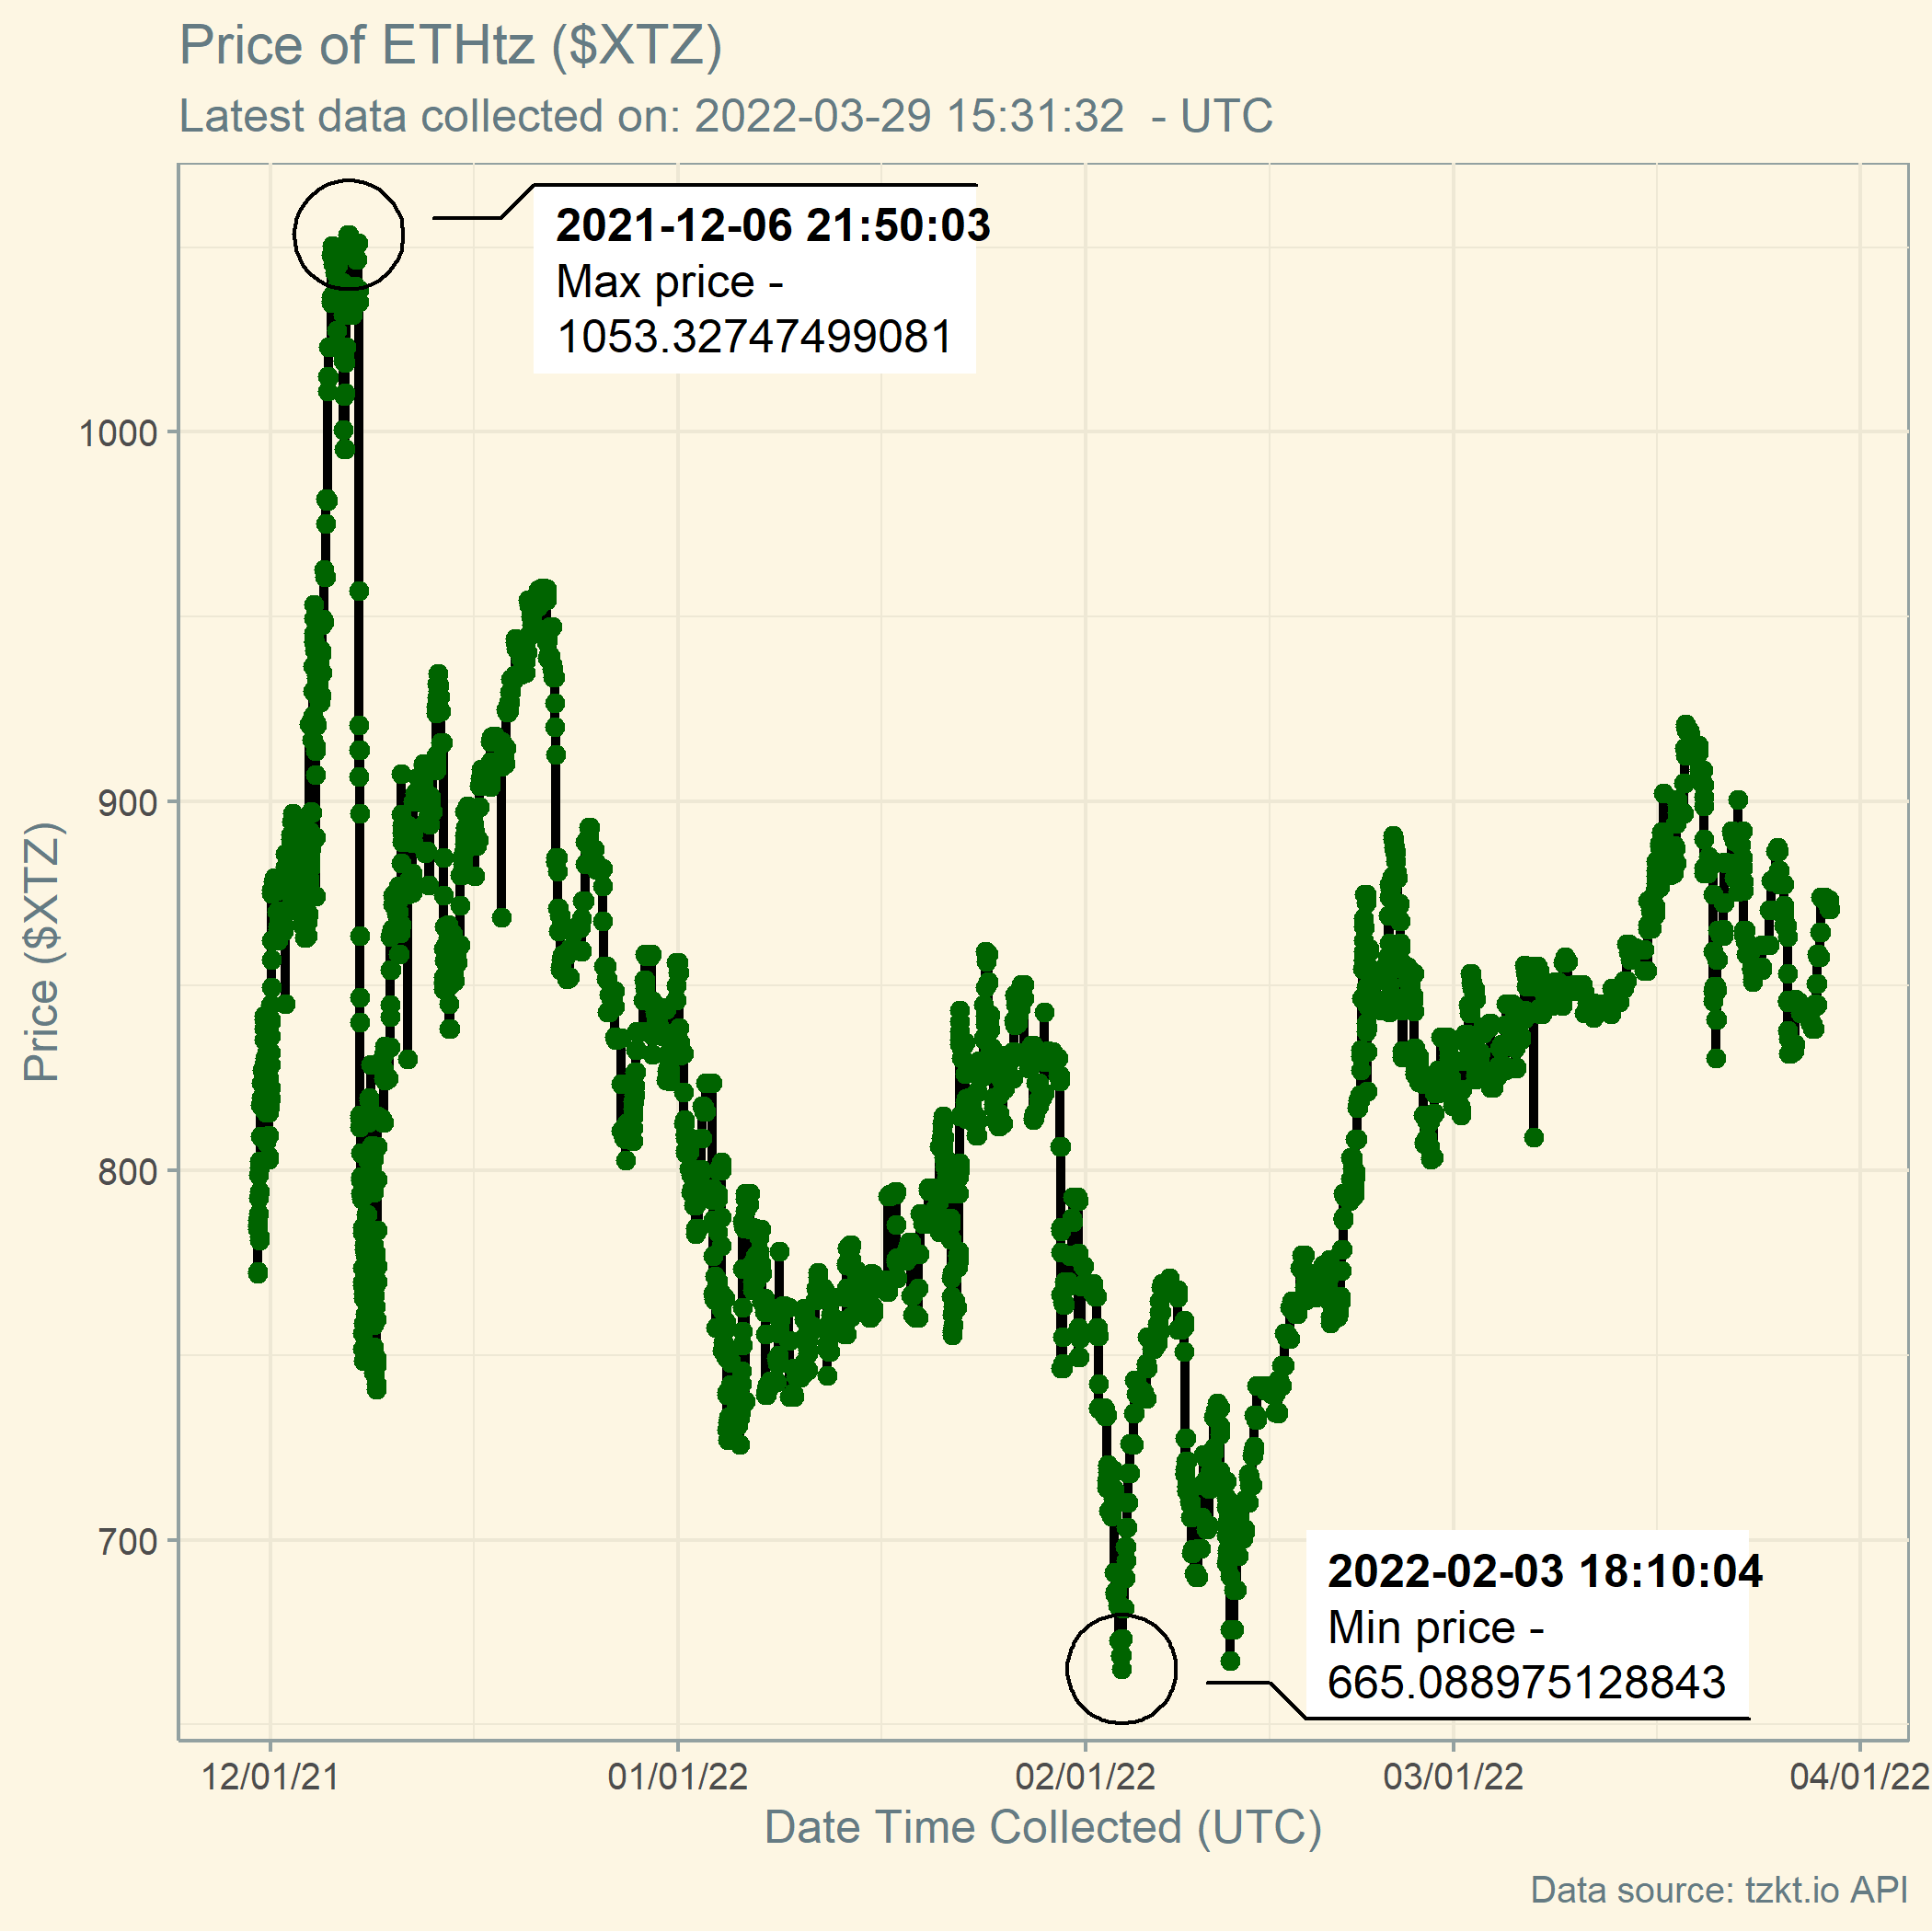 Price of ETHtz ($XTZ)
Latest data collected on: 2022-03-29 15:31:32  - UTC
2021-12-06 21:50:03
Max price -
1053.32747499081
1000
900
800
700
Price ($XTZ)
2022-02-03 18:10:04
Min price -
665.088975128843
12/01/21
01/01/22
02/01/22
03/01/22
04/01/22
Date Time Collected (UTC)
Data source: tzkt.io API